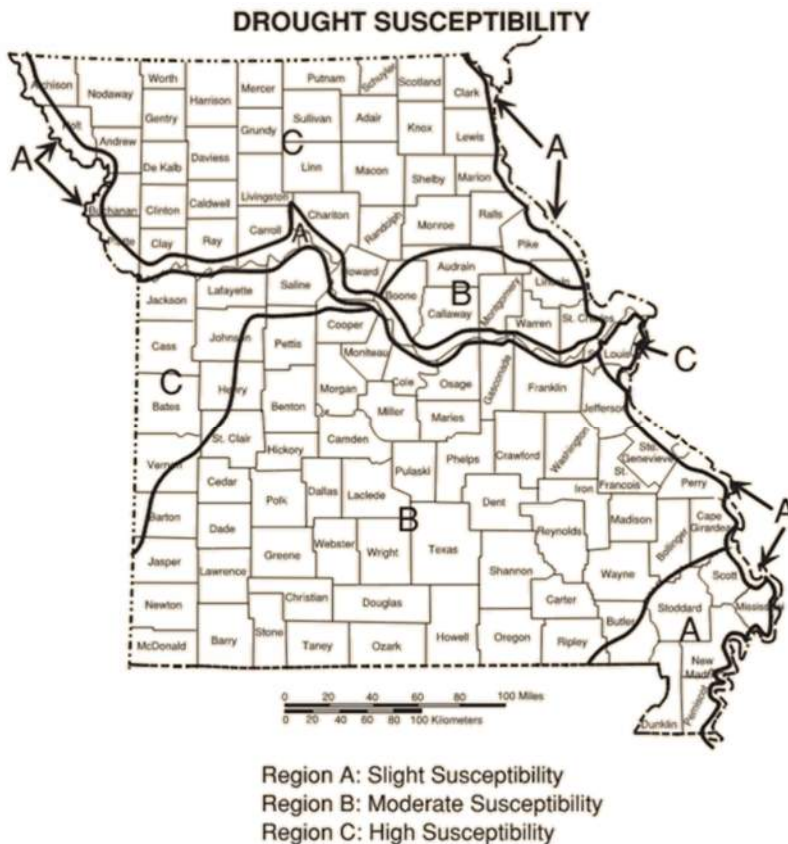 DROUGHT SUSCEPTIBILITY
Atchison Nodaway Worth Harrison Mercer Putnam Schuyler Scotland Clark
Holt Andrew Gentry Grundy Sullivan Adair Knox Lewis
A De Kalb Daviess C Linn Macon Shelby Marion A
Buchanan Clinton Caldwell Livingston Chariton Randolph Monroe Ralls
Platte Clay Ray Carroll A Howard Audrain Pike
Jackson Lafayette Saline Boone B Callaway Montgomery Lincoln
Cass Johnson Pettis Cooper Moniteau Warren St. Charles
C Henry Morgan Cole Osage Gasconade Franklin Louis C
Bates Benton Miller Maries Jefferson
Vernon St. Clair Hickory Camden Pulaski Phelps Crawford Washington Ste. Genevieve
Cedar Polk Dallas Laclede Dent Iron St. Francois Perry
Barton Dade B Reynolds Madison Bollinger Cape Girardeau A
Jasper Lawrence Greene Webster Wright Texas Shannon Wayne Scott
Newton Christian Douglas Carter Butler Stoddard Mississippi
McDonald Barry Stone Taney Ozark Howell Oregon Ripley A
New Madrid
Dunklin Pemiscot
0 20 40 60 80 100 Miles
0 20 40 60 80 100 Kilometers
Region A: Slight Susceptibility
Region B: Moderate Susceptibility
Region C: High Susceptibility